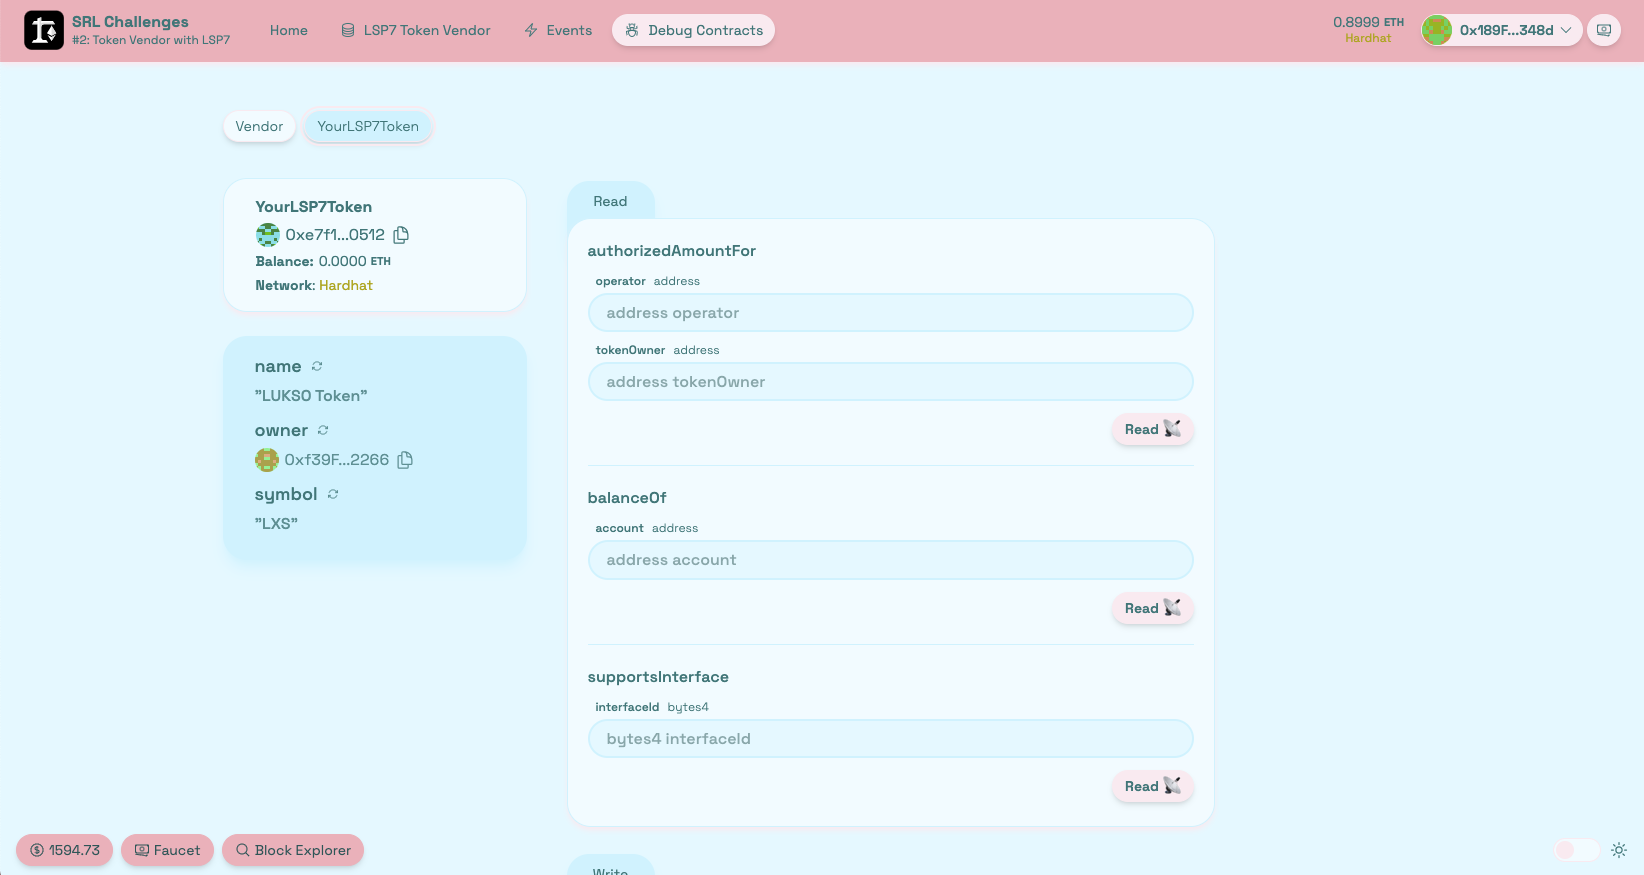 SRL Challenges
#2: Token Vendor with LSP7
Home
LSP7 Token Vendor
Events
Debug Contracts
0.8999 ETH
Hardhat
0x189F...348d
Vendor
YourLSP7Token
YourLSP7Token
0xe7f1...0512
Balance: 0.0000 ETH
Network: Hardhat
name
"LUKSO Token"
owner
0xf39F...2266
symbol
"LXS"
Read
authorizedAmountFor
operator address
address operator
tokenOwner address
address tokenOwner
Read
balanceOf
account address
address account
Read
supportsInterface
interfaceId bytes4
bytes4 interfaceId
Read
Write
1594.73
Faucet
Block Explorer